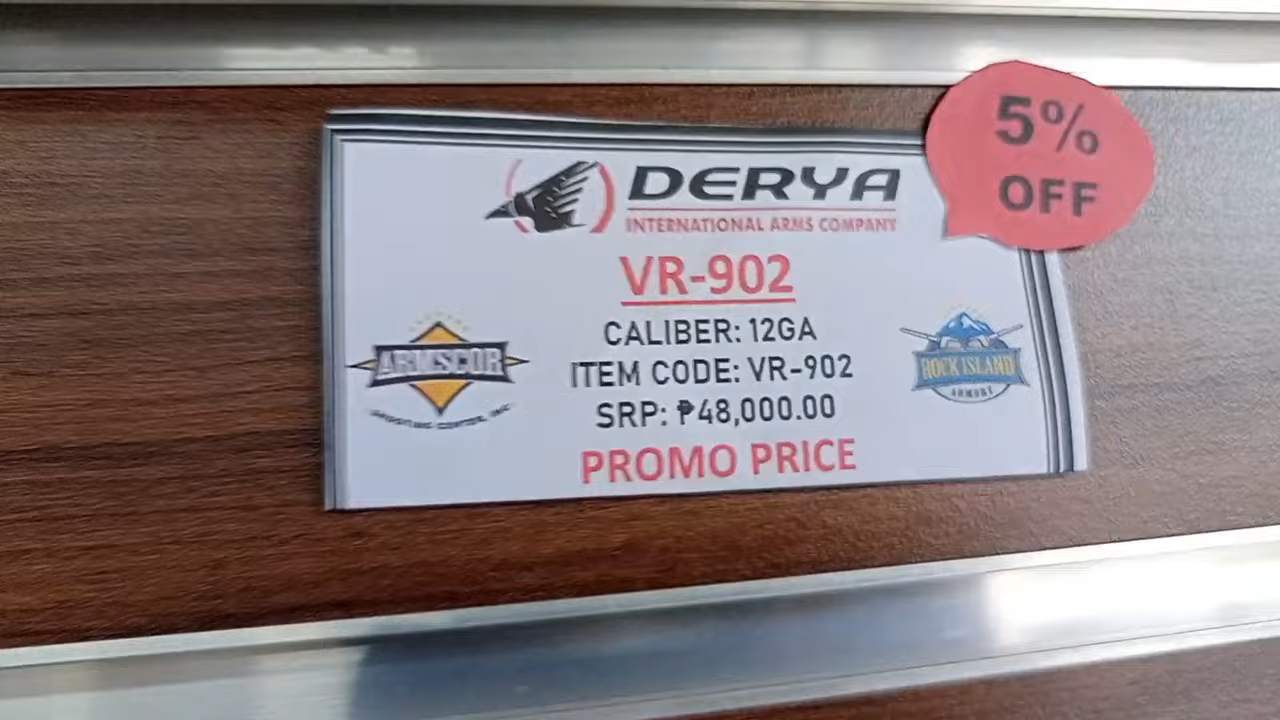 5%
OFF
DERYA
INTERNATIONAL ARMS COMPANY
VR-902
CALIBER: 12GA
ITEM CODE: VR-902
SRP: ₱48,000.00
PROMO PRICE
ARMSCOR
ROCK ISLAND
ARMORY